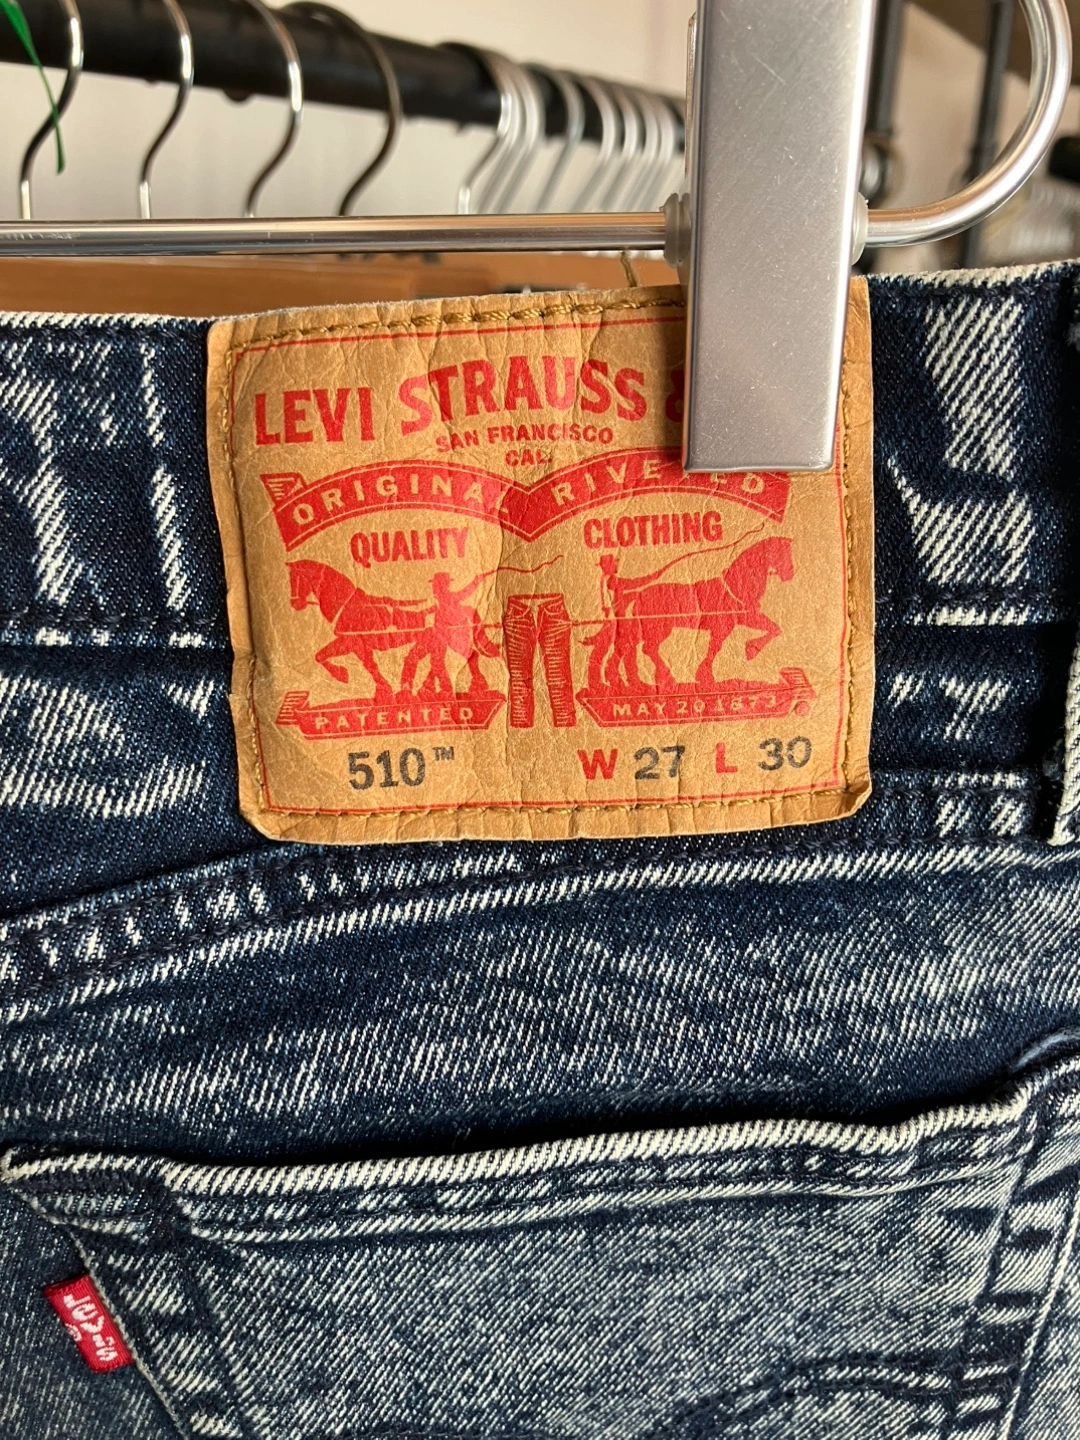 LEVI STRAUSS &
SAN FRANCISCO
CAL.
ORIGINAL RIVETED
QUALITY CLOTHING
PATENTED MAY 20 1873
510™ W 27 L 30
LEVI'S